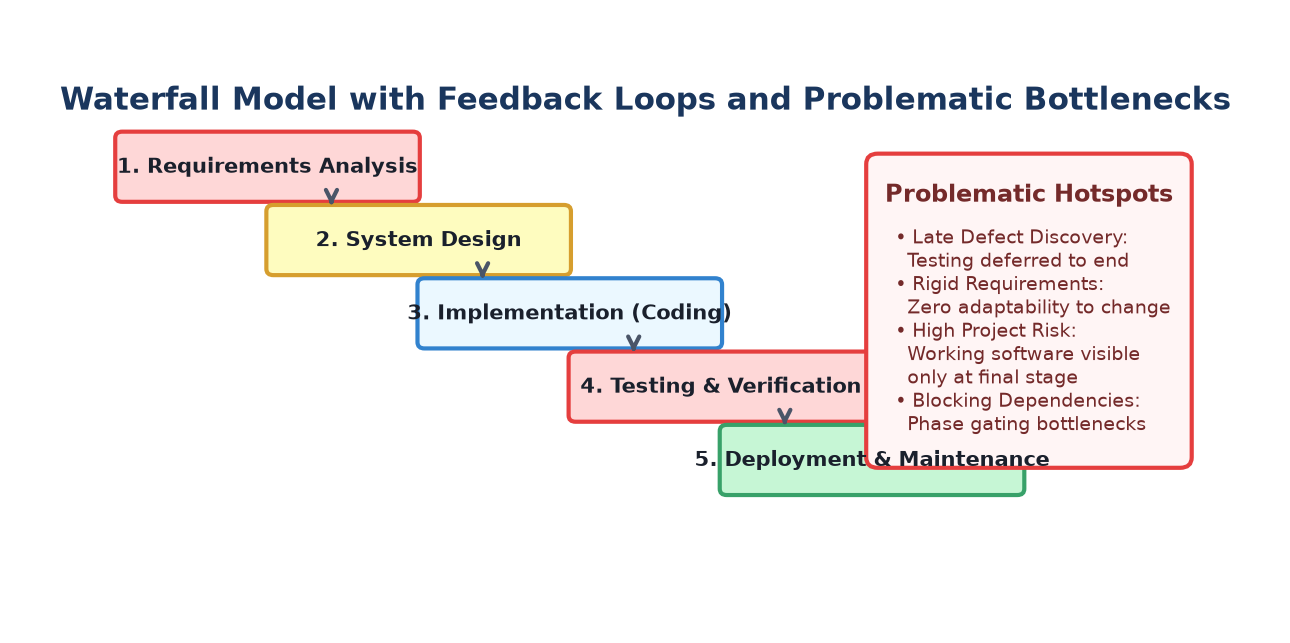 Waterfall Model with Feedback Loops and Problematic Bottlenecks
1. Requirements Analysis
2. System Design
3. Implementation (Coding)
4. Testing & Verification
5. Deployment & Maintenance
Problematic Hotspots
• Late Defect Discovery:
Testing deferred to end
• Rigid Requirements:
Zero adaptability to change
• High Project Risk:
Working software visible
only at final stage
• Blocking Dependencies:
Phase gating bottlenecks